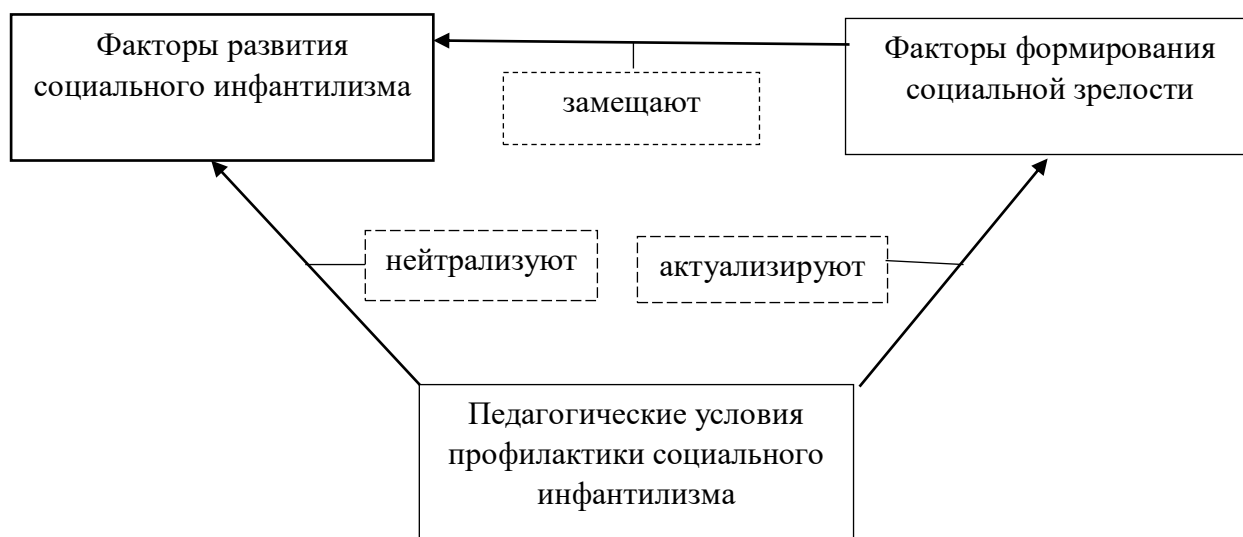 Факторы развития
социального инфантилизма
Факторы формирования
социальной зрелости
замещают
нейтрализуют
актуализируют
Педагогические условия
профилактики социального
инфантилизма